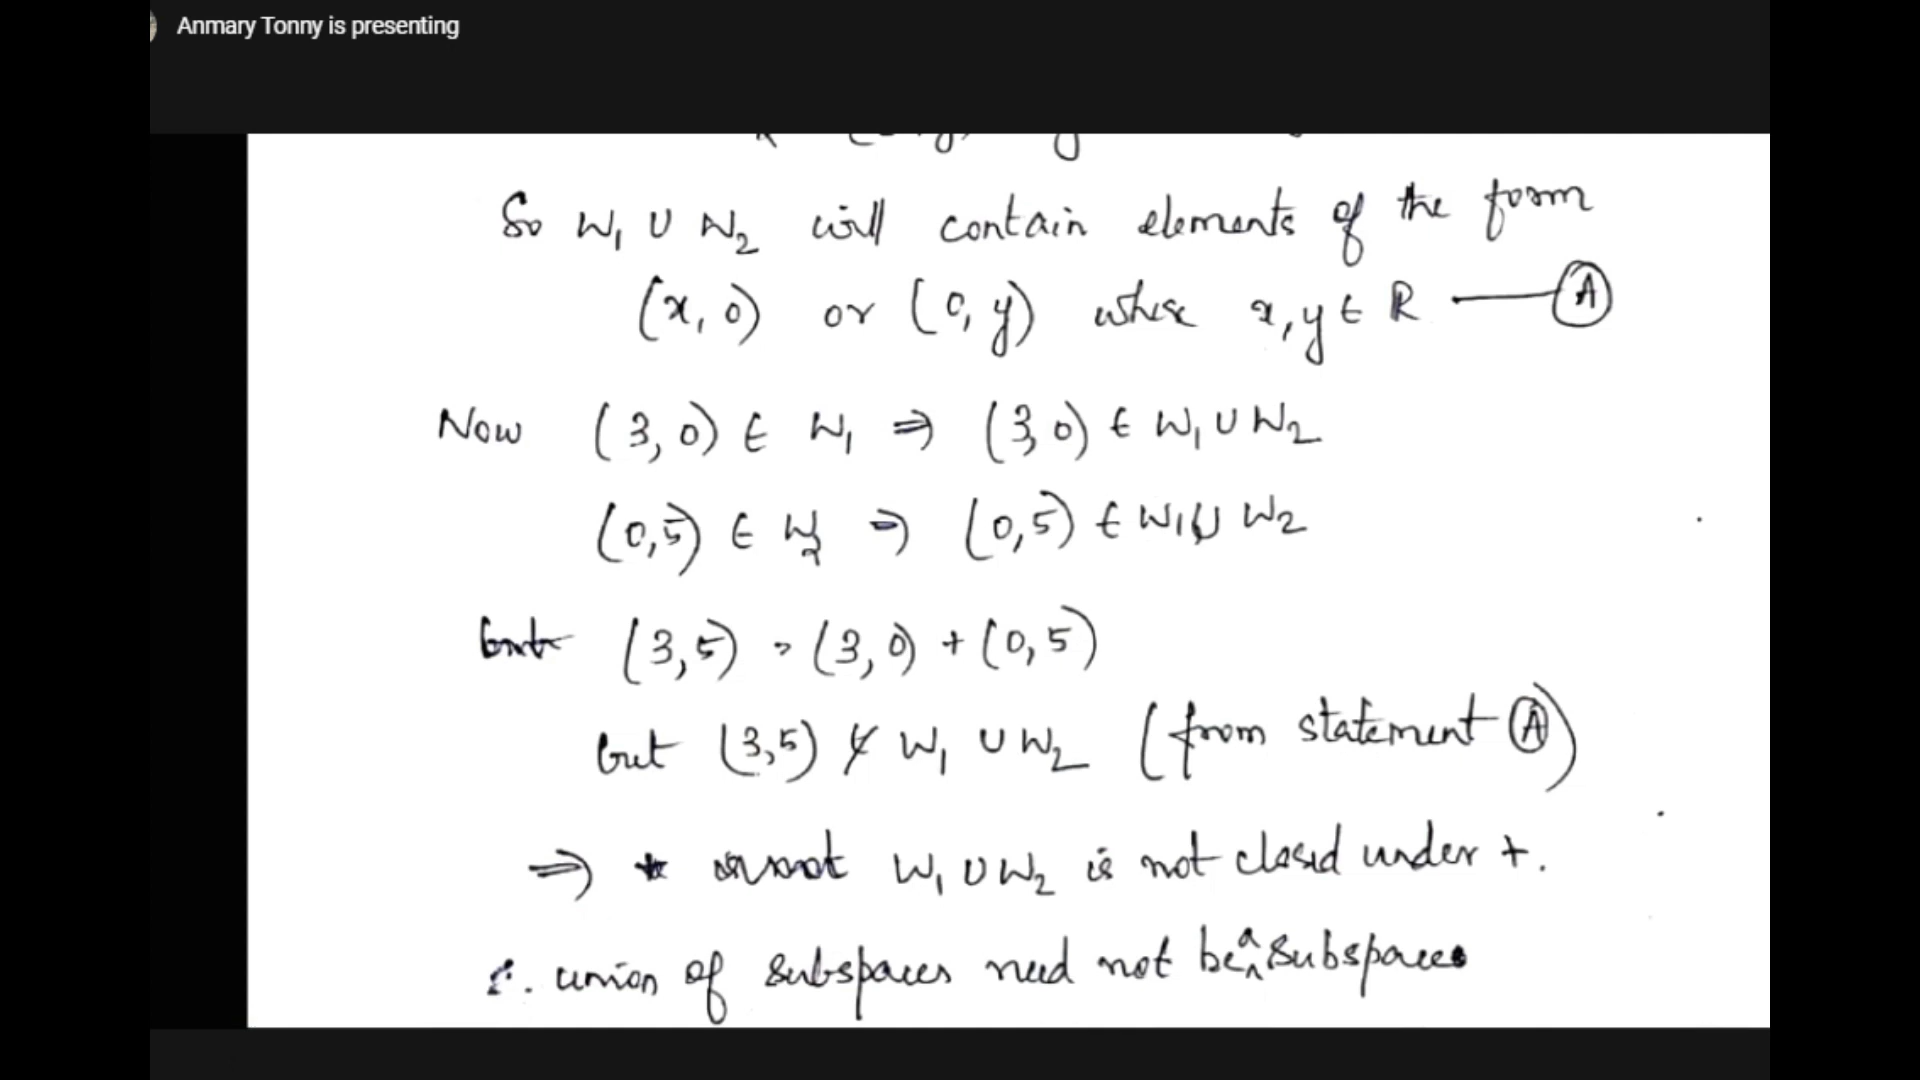 Anmary Tonny is presenting
So W₁ ∪ W₂ will contain elements of the form
(x, 0) or (0, y) where x, y ∈ R —— Ⓐ
Now (3, 0) ∈ W₁ ⇒ (3, 0) ∈ W₁ ∪ W₂
(0, 5) ∈ W₂ ⇒ (0, 5) ∈ W₁ ∪ W₂
but (3, 5) = (3, 0) + (0, 5)
but (3, 5) ∉ W₁ ∪ W₂ (from statement Ⓐ)
⇒ W₁ ∪ W₂ is not closed under +.
∴ union of subspaces need not be a subspace